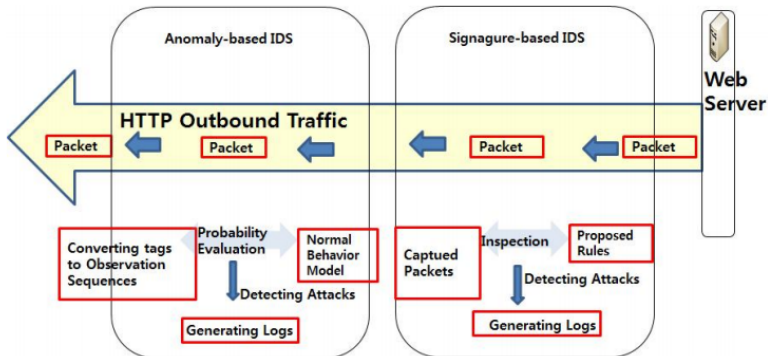 Anomaly-based IDS
Signagure-based IDS
Web
Server
HTTP Outbound Traffic
Packet
Packet
Packet
Packet
Converting tags
to Observation
Sequences
Probability
Evaluation
Normal
Behavior
Model
Detecting Attacks
Generating Logs
Captued
Packets
Inspection
Proposed
Rules
Detecting Attacks
Generating Logs